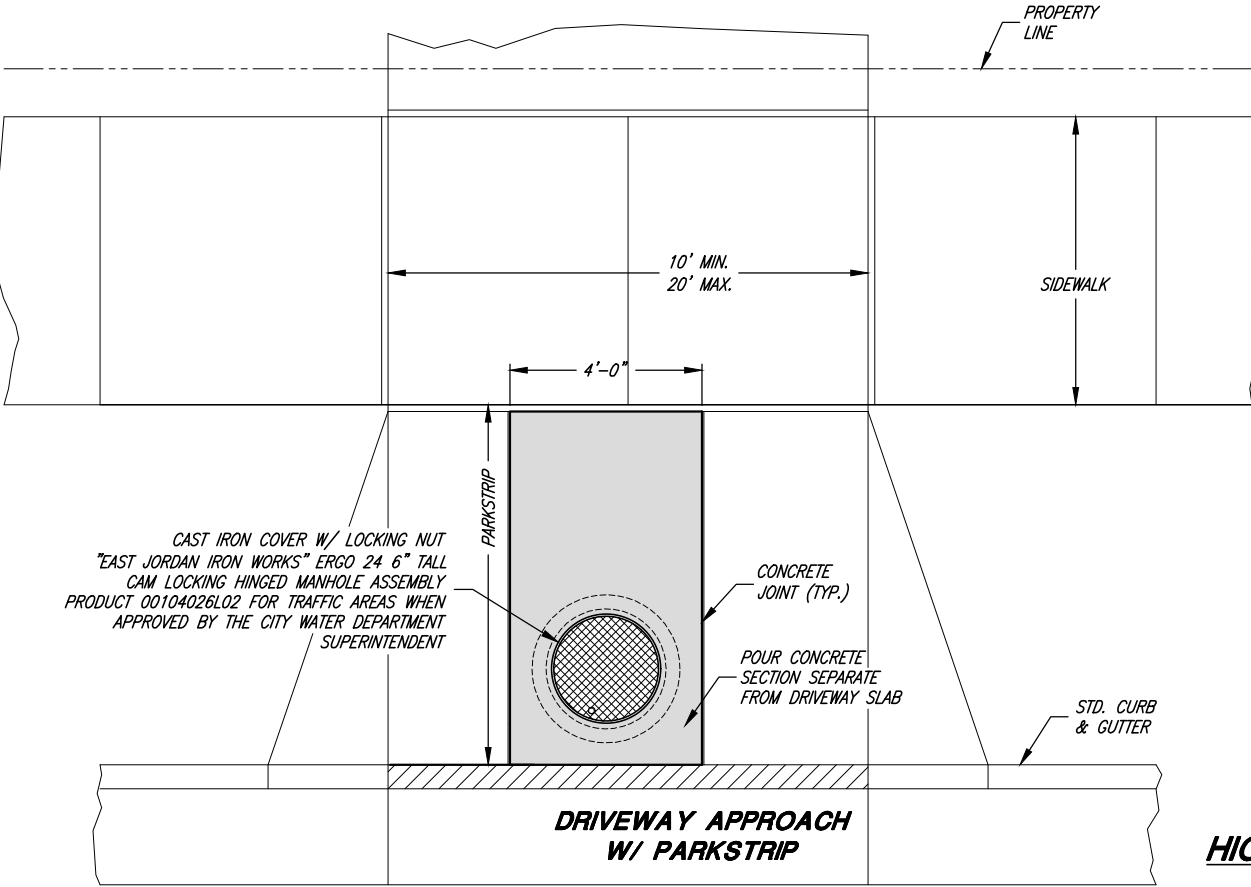 PROPERTY
LINE
10' MIN.
20' MAX.
SIDEWALK
4'-0"
PARKSTRIP
CAST IRON COVER W/ LOCKING NUT
"EAST JORDAN IRON WORKS" ERGO 24 6" TALL
CAM LOCKING HINGED MANHOLE ASSEMBLY
PRODUCT 00104026L02 FOR TRAFFIC AREAS WHEN
APPROVED BY THE CITY WATER DEPARTMENT
SUPERINTENDENT
CONCRETE
JOINT (TYP.)
POUR CONCRETE
SECTION SEPARATE
FROM DRIVEWAY SLAB
STD. CURB
& GUTTER
DRIVEWAY APPROACH
W/ PARKSTRIP